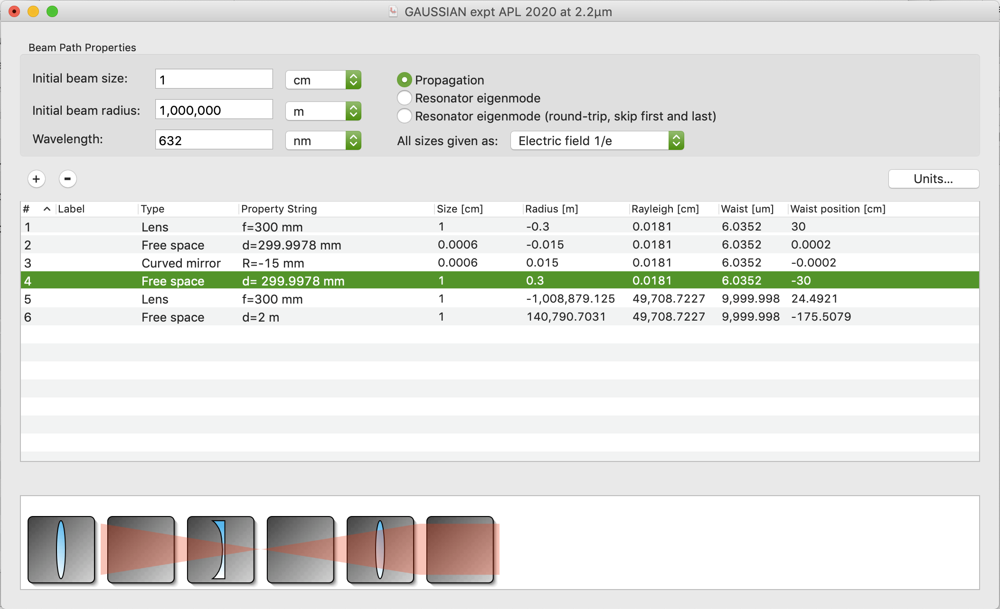 GAUSSIAN expt APL 2020 at 2.2µm
Beam Path Properties
Initial beam size: 1 cm
Propagation
Resonator eigenmode
Initial beam radius: 1,000,000 m
Resonator eigenmode (round-trip, skip first and last)
Wavelength: 632 nm
All sizes given as: Electric field 1/e
+ - Units...
# Label Type Property String Size [cm] Radius [m] Rayleigh [cm] Waist [um] Waist position [cm]
1 Lens f=300 mm 1 -0.3 0.0181 6.0352 30
2 Free space d=299.9978 mm 0.0006 -0.015 0.0181 6.0352 0.0002
3 Curved mirror R=-15 mm 0.0006 0.015 0.0181 6.0352 -0.0002
4 Free space d= 299.9978 mm 1 0.3 0.0181 6.0352 -30
5 Lens f=300 mm 1 -1,008,879.125 49,708.7227 9,999.998 24.4921
6 Free space d=2 m 1 140,790.7031 49,708.7227 9,999.998 -175.5079